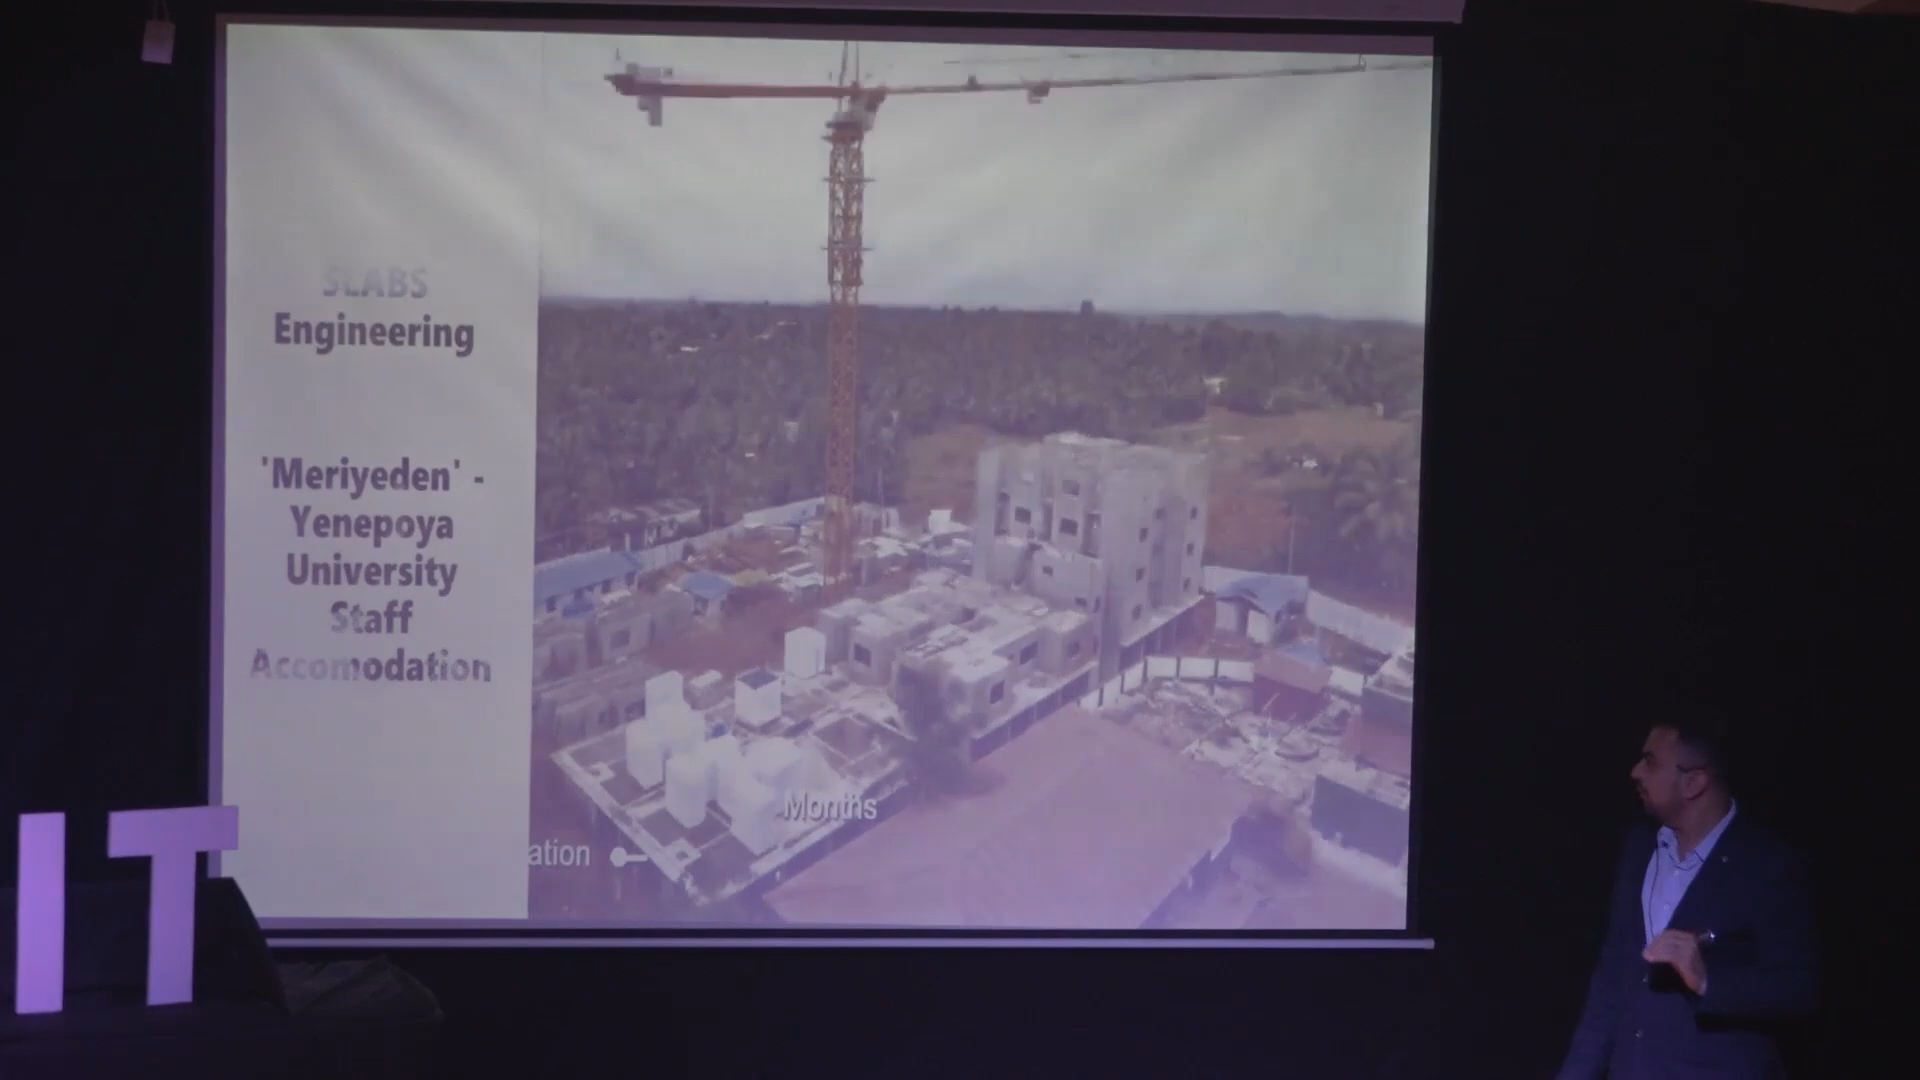 SLABS
Engineering
'Meriyeden' -
Yenepoya
University
Staff
Accomodation
Months
ation
IT